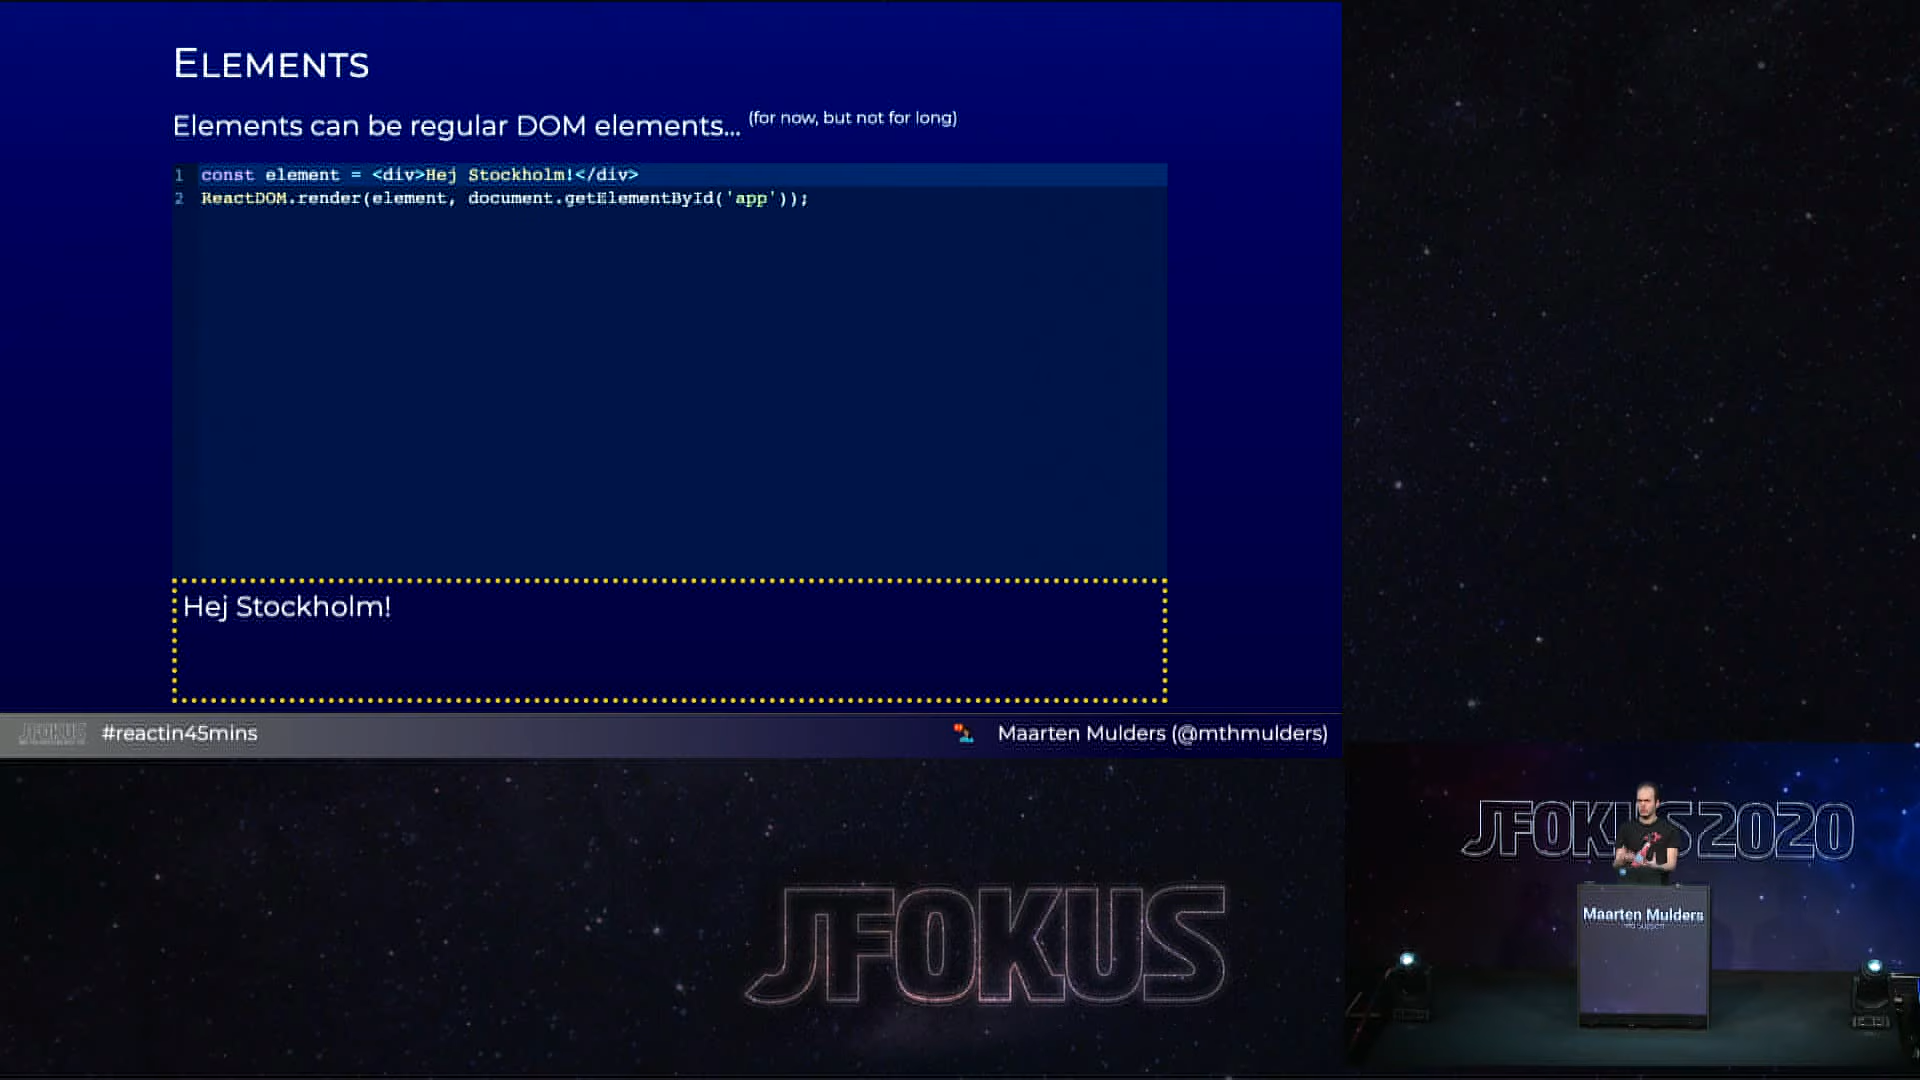 ELEMENTS
Elements can be regular DOM elements... (for now, but not for long)
1 const element = <div>Hej Stockholm!</div>
2 ReactDOM.render(element, document.getElementById('app'));
Hej Stockholm!
JFOKUS #reactin45mins
Maarten Mulders (@mthmulders)
JFOKUS
JFOKUS 2020
Maarten Mulders